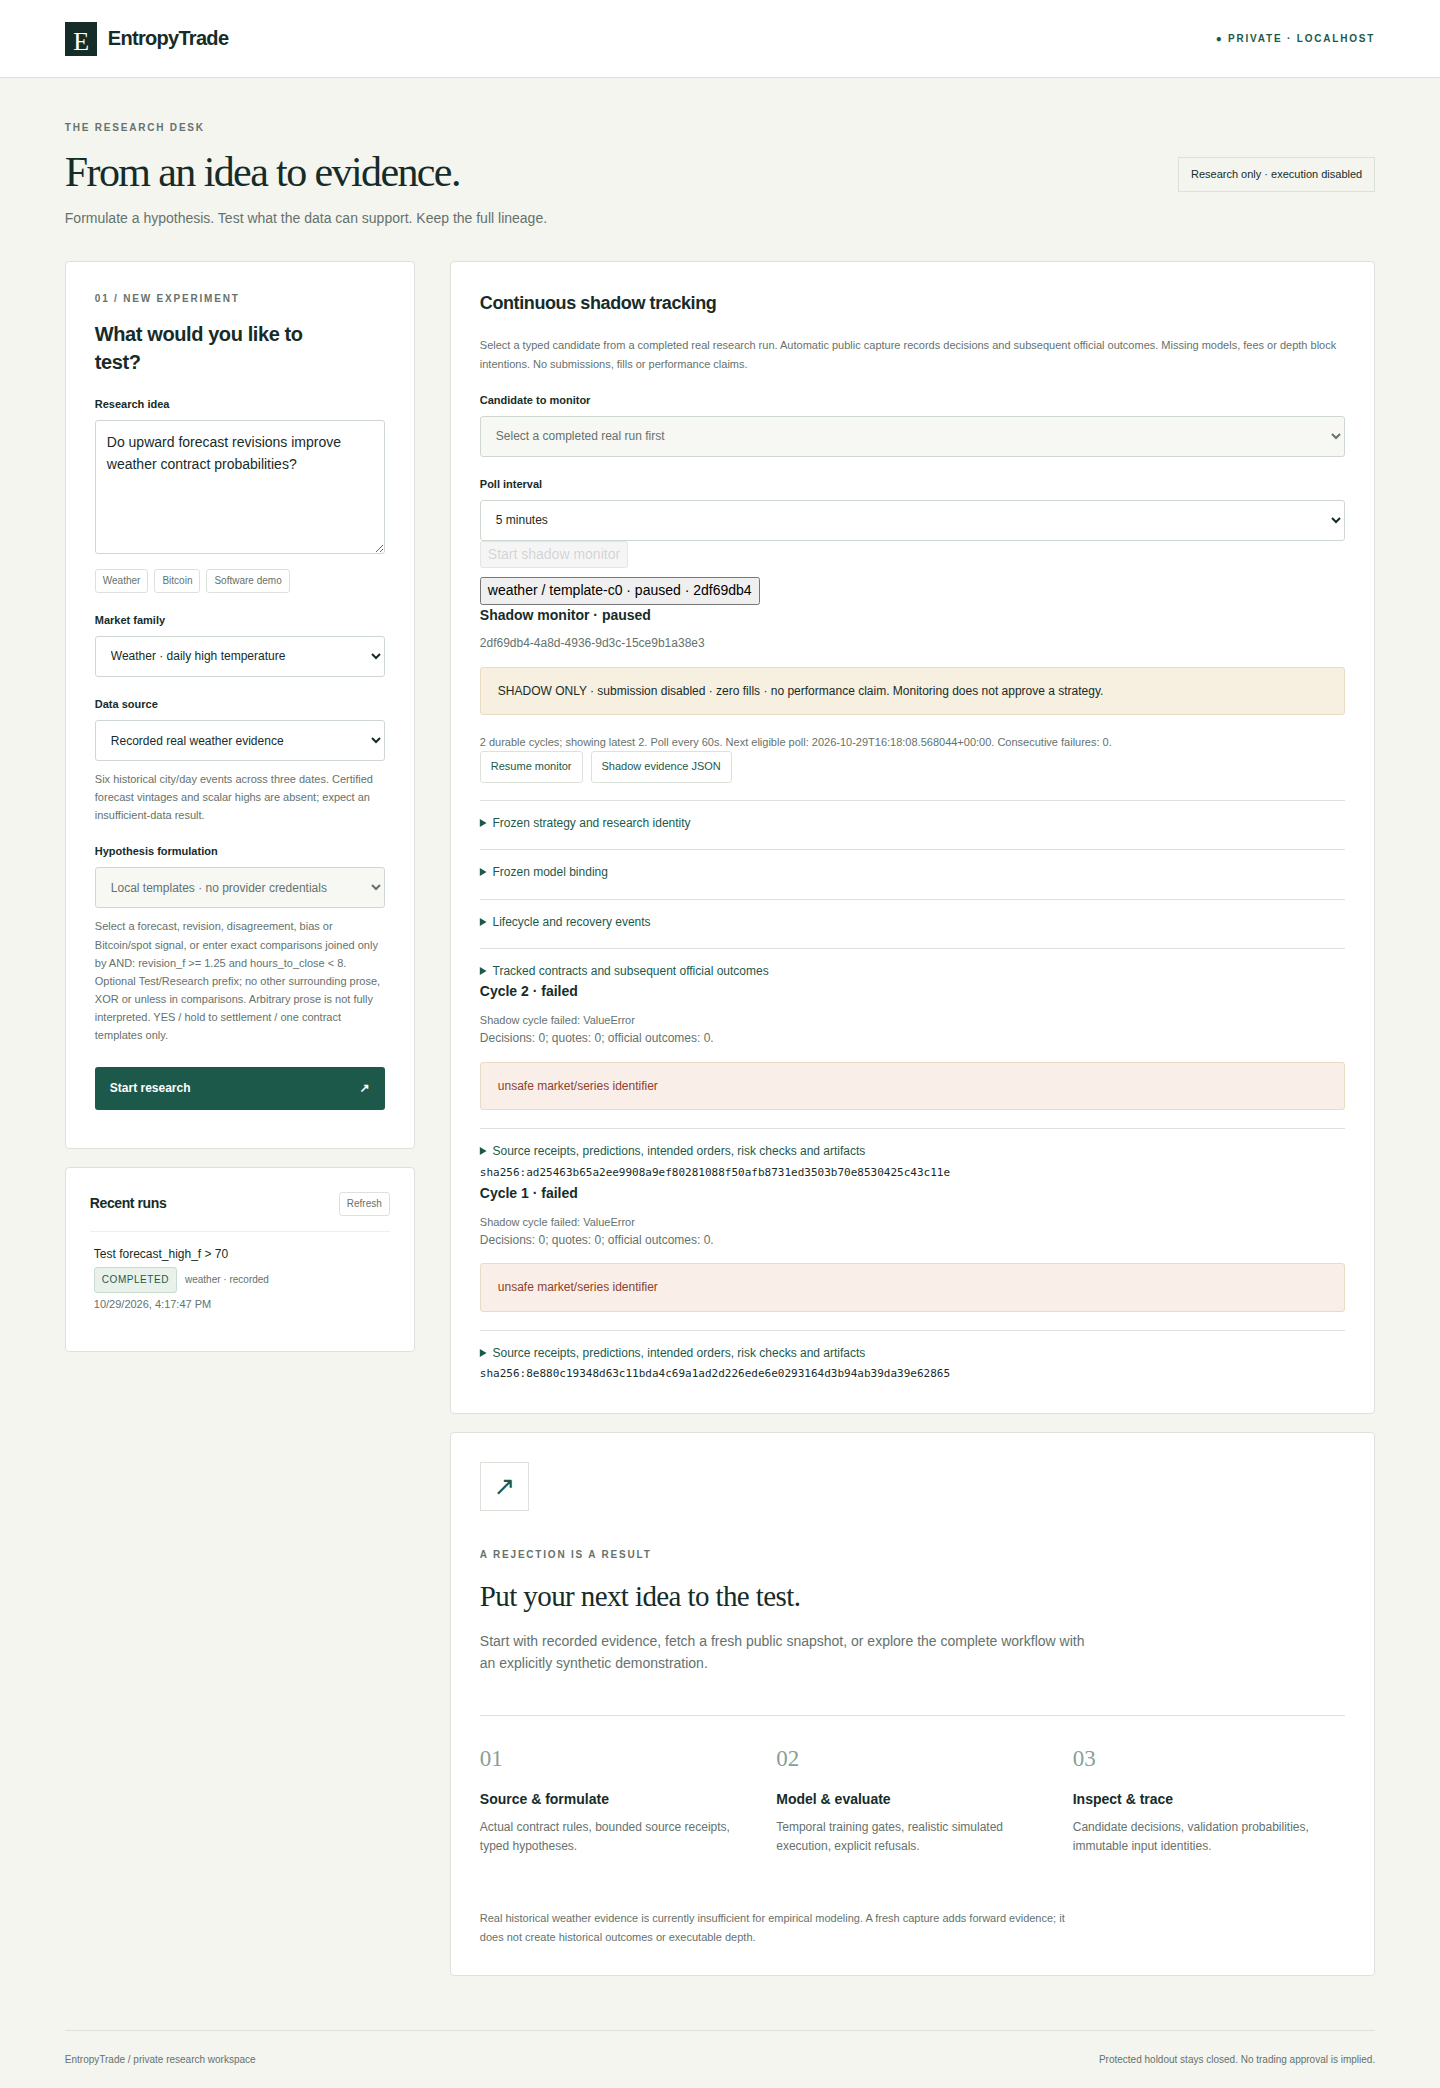 E EntropyTrade
● PRIVATE · LOCALHOST
THE RESEARCH DESK
From an idea to evidence.
Research only · execution disabled
Formulate a hypothesis. Test what the data can support. Keep the full lineage.
01 / NEW EXPERIMENT
What would you like to
test?
Research idea
Do upward forecast revisions improve
weather contract probabilities?
Weather Bitcoin Software demo
Market family
Weather · daily high temperature
Data source
Recorded real weather evidence
Six historical city/day events across three dates. Certified
forecast vintages and scalar highs are absent; expect an
insufficient-data result.
Hypothesis formulation
Local templates · no provider credentials
Select a forecast, revision, disagreement, bias or
Bitcoin/spot signal, or enter exact comparisons joined only
by AND: revision_f >= 1.25 and hours_to_close < 8.
Optional Test/Research prefix; no other surrounding prose,
XOR or unless in comparisons. Arbitrary prose is not fully
interpreted. YES / hold to settlement / one contract
templates only.
Start research ↗
Recent runs
Refresh
Test forecast_high_f > 70
COMPLETED weather · recorded
10/29/2026, 4:17:47 PM
Continuous shadow tracking
Select a typed candidate from a completed real research run. Automatic public capture records decisions and subsequent official outcomes. Missing models, fees or depth block
intentions. No submissions, fills or performance claims.
Candidate to monitor
Select a completed real run first
Poll interval
5 minutes
Start shadow monitor
weather / template-c0 · paused · 2df69db4
Shadow monitor · paused
2df69db4-4a8d-4936-9d3c-15ce9b1a38e3
SHADOW ONLY · submission disabled · zero fills · no performance claim. Monitoring does not approve a strategy.
2 durable cycles; showing latest 2. Poll every 60s. Next eligible poll: 2026-10-29T16:18:08.568044+00:00. Consecutive failures: 0.
Resume monitor Shadow evidence JSON
▶ Frozen strategy and research identity
▶ Frozen model binding
▶ Lifecycle and recovery events
▶ Tracked contracts and subsequent official outcomes
Cycle 2 · failed
Shadow cycle failed: ValueError
Decisions: 0; quotes: 0; official outcomes: 0.
unsafe market/series identifier
▶ Source receipts, predictions, intended orders, risk checks and artifacts
sha256:ad25463b65a2ee9908a9ef80281088f50afb8731ed3503b70e8530425c43c11e
Cycle 1 · failed
Shadow cycle failed: ValueError
Decisions: 0; quotes: 0; official outcomes: 0.
unsafe market/series identifier
▶ Source receipts, predictions, intended orders, risk checks and artifacts
sha256:8e880c19348d63c11bda4c69a1ad2d226ede6e0293164d3b94ab39da39e62865
↗
A REJECTION IS A RESULT
Put your next idea to the test.
Start with recorded evidence, fetch a fresh public snapshot, or explore the complete workflow with
an explicitly synthetic demonstration.
01
Source & formulate
Actual contract rules, bounded source receipts,
typed hypotheses.
02
Model & evaluate
Temporal training gates, realistic simulated
execution, explicit refusals.
03
Inspect & trace
Candidate decisions, validation probabilities,
immutable input identities.
Real historical weather evidence is currently insufficient for empirical modeling. A fresh capture adds forward evidence; it
does not create historical outcomes or executable depth.
EntropyTrade / private research workspace
Protected holdout stays closed. No trading approval is implied.